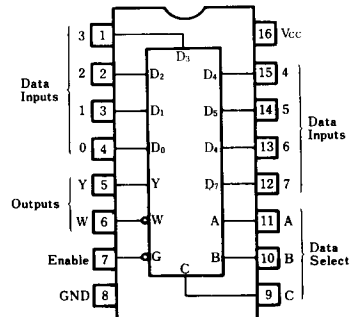 3 1 16 VCC
D3
2 2 D2 D4 15 4
Data
Inputs
1 3 D1 D5 14 5
Data
Inputs
0 4 D0 D4 13 6
Y 5 Y D7 12 7
Outputs
W 6 W A 11 A
Data
Select
Enable 7 G B 10 B
C
GND 8 9 C